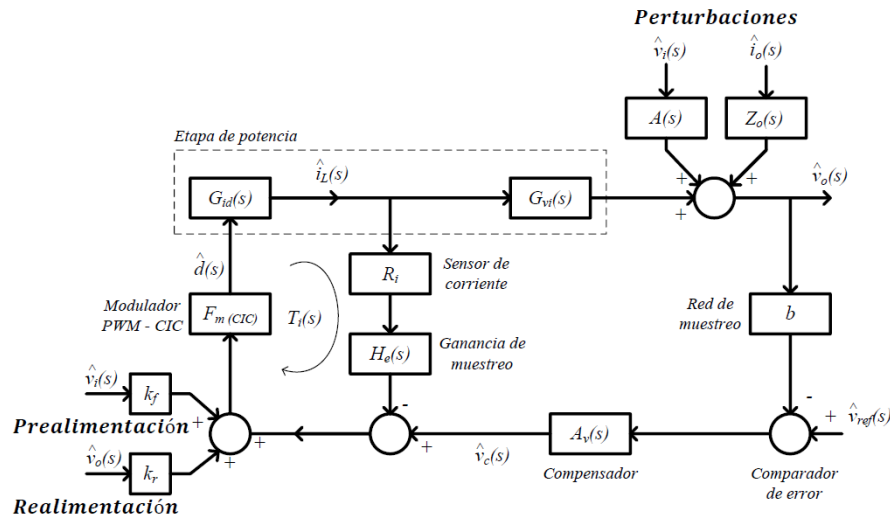 Perturbaciones
v̂i(s)
îo(s)
A(s)
Zo(s)
Etapa de potencia
Gid(s)
îL(s)
Gvi(s)
+
+
+
v̂o(s)
d̂(s)
Ri
Sensor de
corriente
Modulador
PWM - CIC
Fm (CIC)
Ti(s)
Red de
muestreo
b
He(s)
Ganancia de
muestreo
v̂i(s)
kf
+
Prealimentación
-
-
+
v̂ref(s)
+
+
v̂c(s)
Av(s)
v̂o(s)
kr
+
Compensador
Comparador
de error
Realimentación